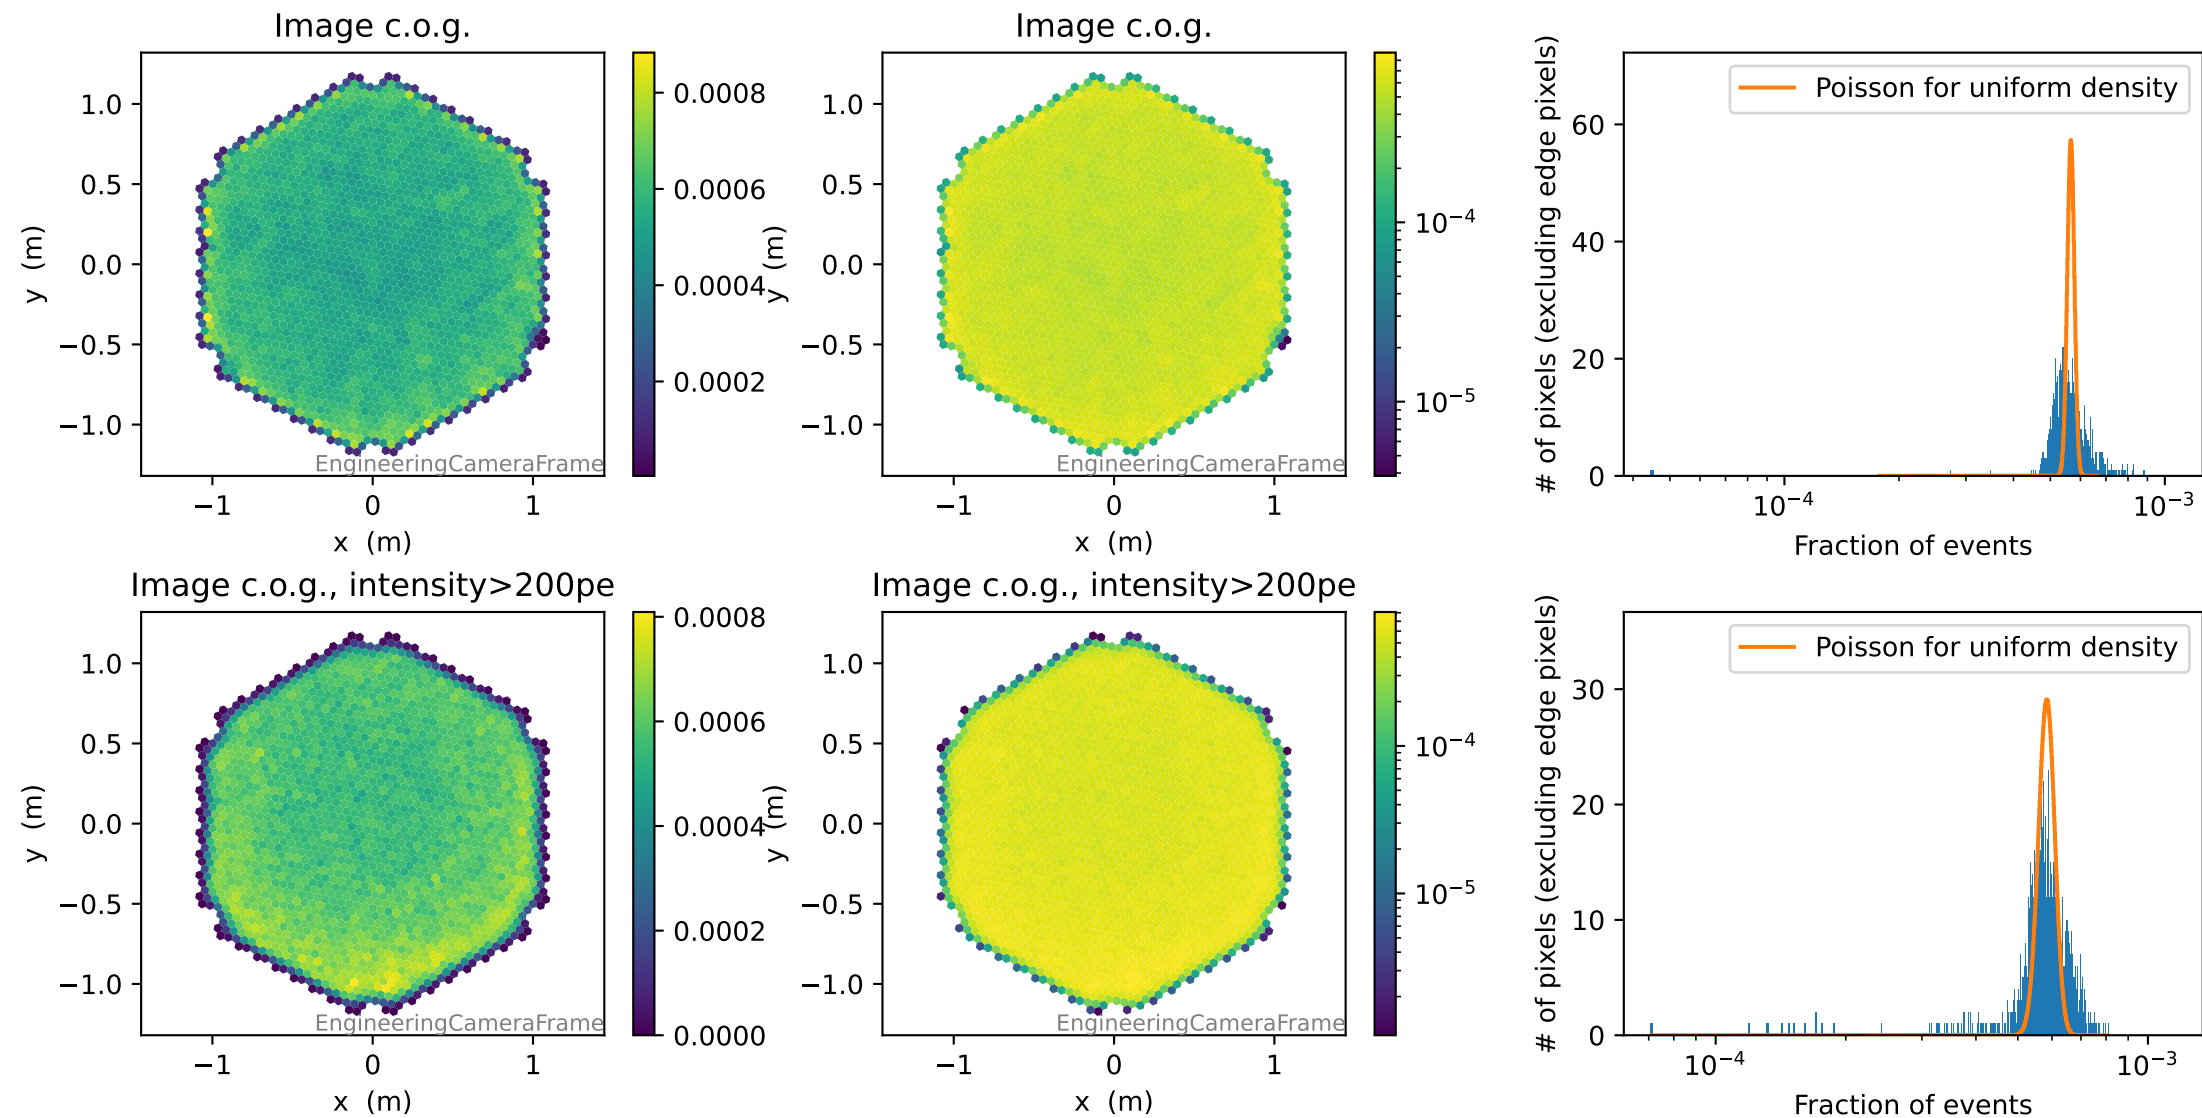 Image c.o.g.
1.0
0.5
0.0
−0.5
−1.0
y (m)
−1
0
1
x (m)
EngineeringCameraFrame
0.0008
0.0006
0.0004
0.0002
Image c.o.g.
1.0
0.5
0.0
−0.5
−1.0
y (m)
−1
0
1
x (m)
EngineeringCameraFrame
10⁻⁴
10⁻⁵
# of pixels (excluding edge pixels)
60
40
20
0
Poisson for uniform density
10⁻⁴
10⁻³
Fraction of events
Image c.o.g., intensity>200pe
1.0
0.5
0.0
−0.5
−1.0
y (m)
−1
0
1
x (m)
EngineeringCameraFrame
0.0008
0.0006
0.0004
0.0002
0.0000
Image c.o.g., intensity>200pe
1.0
0.5
0.0
−0.5
−1.0
y (m)
−1
0
1
x (m)
EngineeringCameraFrame
10⁻⁴
10⁻⁵
# of pixels (excluding edge pixels)
30
20
10
0
Poisson for uniform density
10⁻⁴
10⁻³
Fraction of events